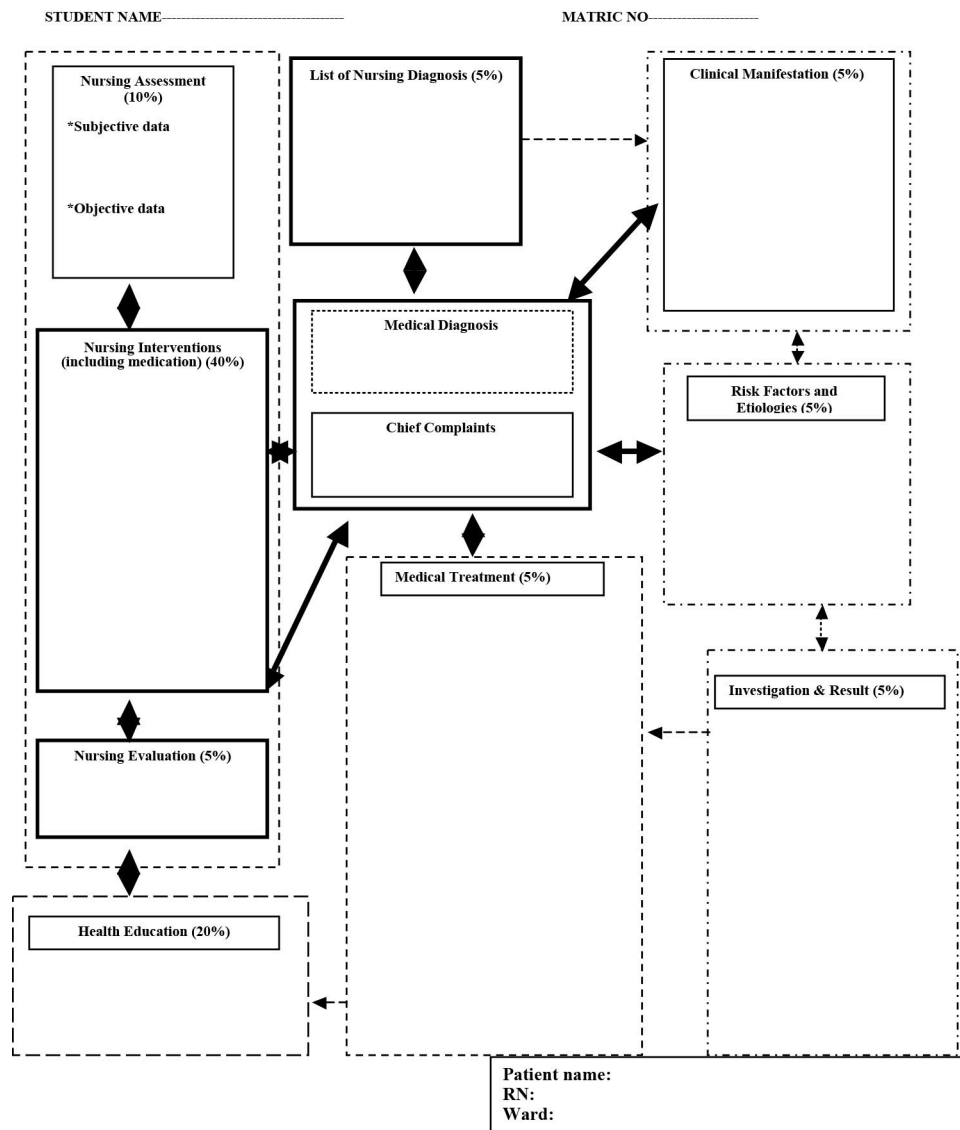 STUDENT NAME-------------------------------------- MATRIC NO-----------------------
Nursing Assessment
(10%)
*Subjective data
*Objective data
List of Nursing Diagnosis (5%)
Clinical Manifestation (5%)
Nursing Interventions
(including medication) (40%)
Medical Diagnosis
Chief Complaints
Risk Factors and
Etiologies (5%)
Medical Treatment (5%)
Investigation & Result (5%)
Nursing Evaluation (5%)
Health Education (20%)
Patient name:
RN:
Ward: